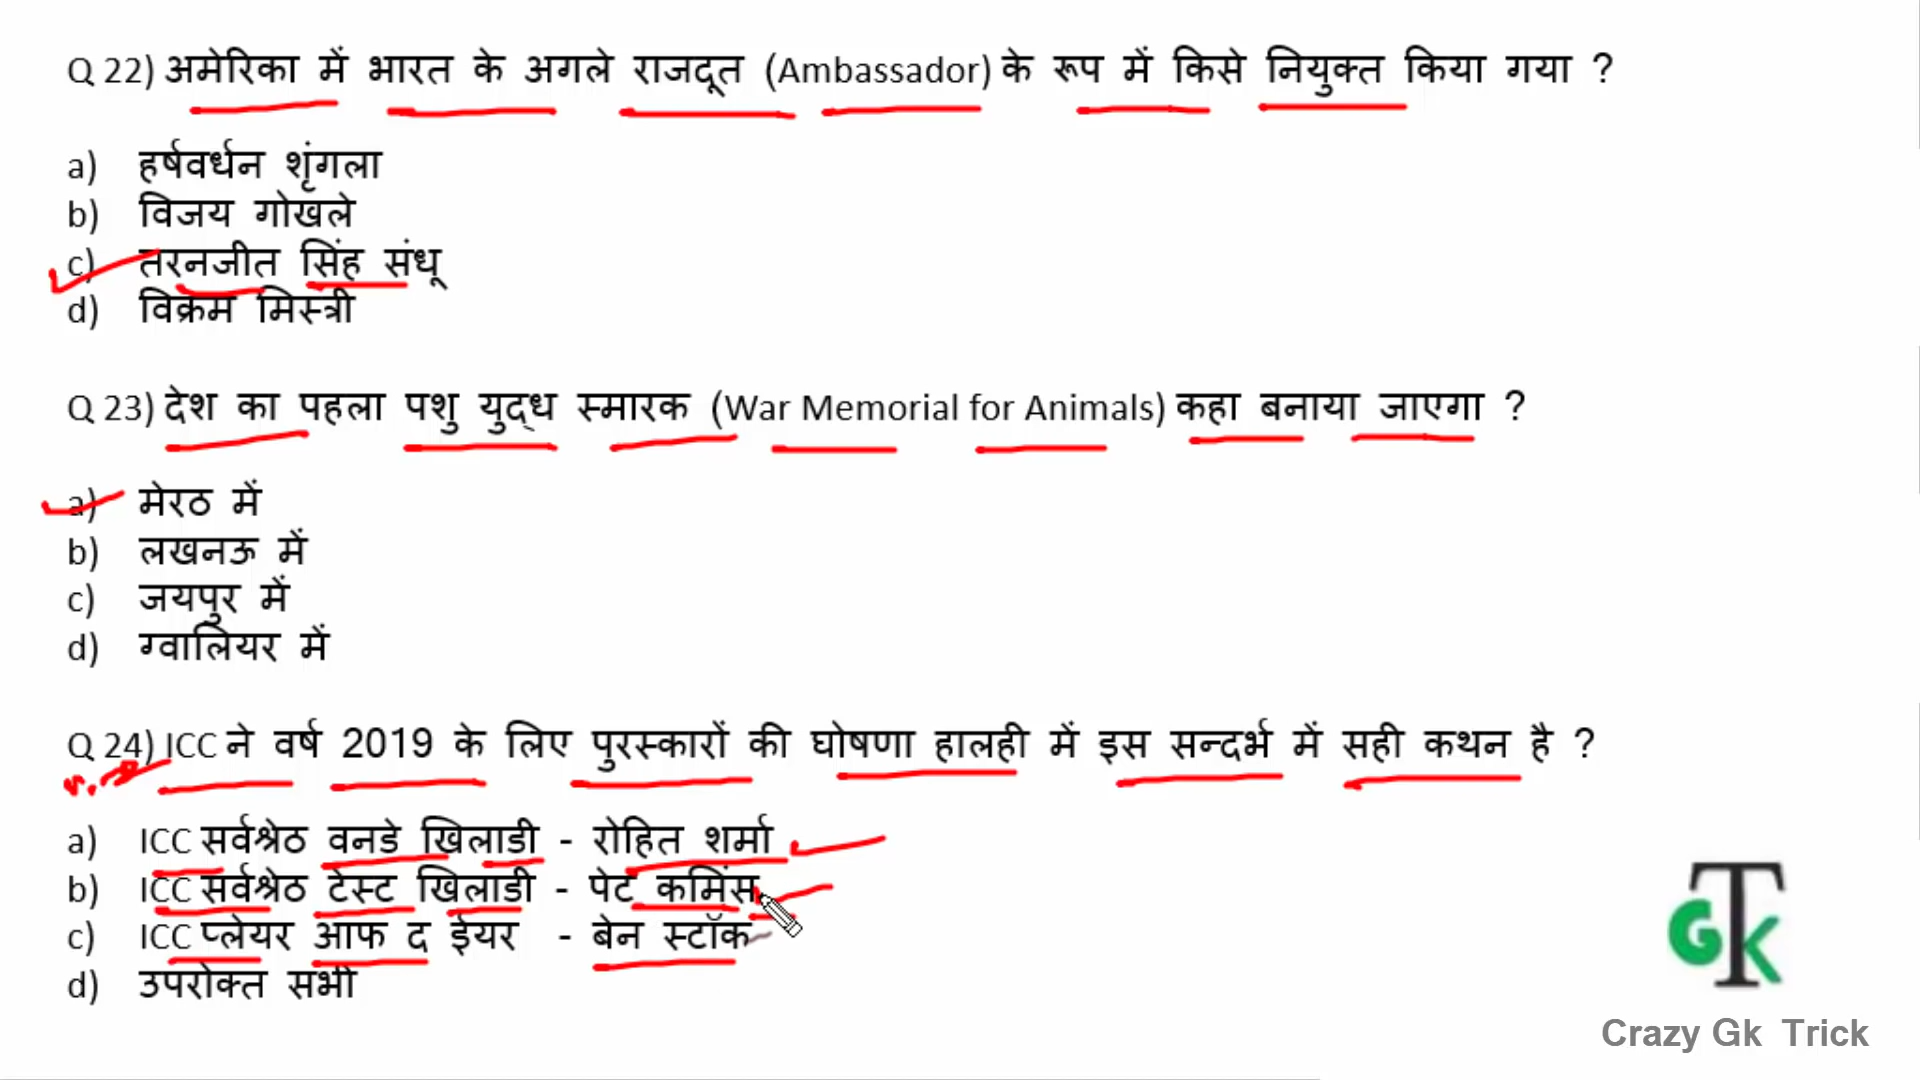 Q 22) अमेरिका में भारत के अगले राजदूत (Ambassador) के रूप में किसे नियुक्त किया गया ?
a) हर्षवर्धन शृंगला
b) विजय गोखले
c) तरनजीत सिंह संधू
d) विक्रम मिस्त्री
Q 23) देश का पहला पशु युद्ध स्मारक (War Memorial for Animals) कहा बनाया जाएगा ?
a) मेरठ में
b) लखनऊ में
c) जयपुर में
d) ग्वालियर में
Q 24) ICC ने वर्ष 2019 के लिए पुरस्कारों की घोषणा हालही में इस सन्दर्भ में सही कथन है ?
a) ICC सर्वश्रेठ वनडे खिलाडी - रोहित शर्मा
b) ICC सर्वश्रेठ टेस्ट खिलाडी - पेट कमिंस
c) ICC प्लेयर आफ द ईयर - बेन स्टॉक
d) उपरोक्त सभी
GTK
Crazy Gk Trick